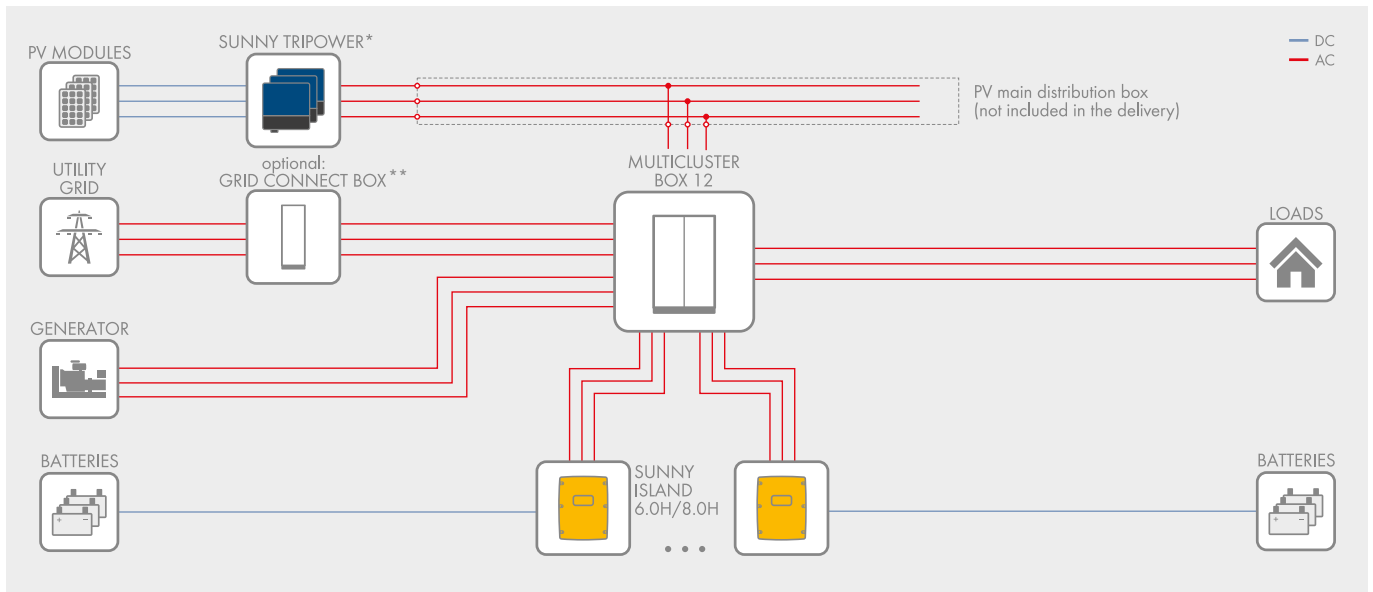 PV MODULES
SUNNY TRIPOWER*
DC
AC
PV main distribution box
(not included in the delivery)
UTILITY
GRID
optional:
GRID CONNECT BOX**
MULTICLUSTER
BOX 12
LOADS
GENERATOR
BATTERIES
SUNNY
ISLAND
6.0H/8.0H
• • •
BATTERIES